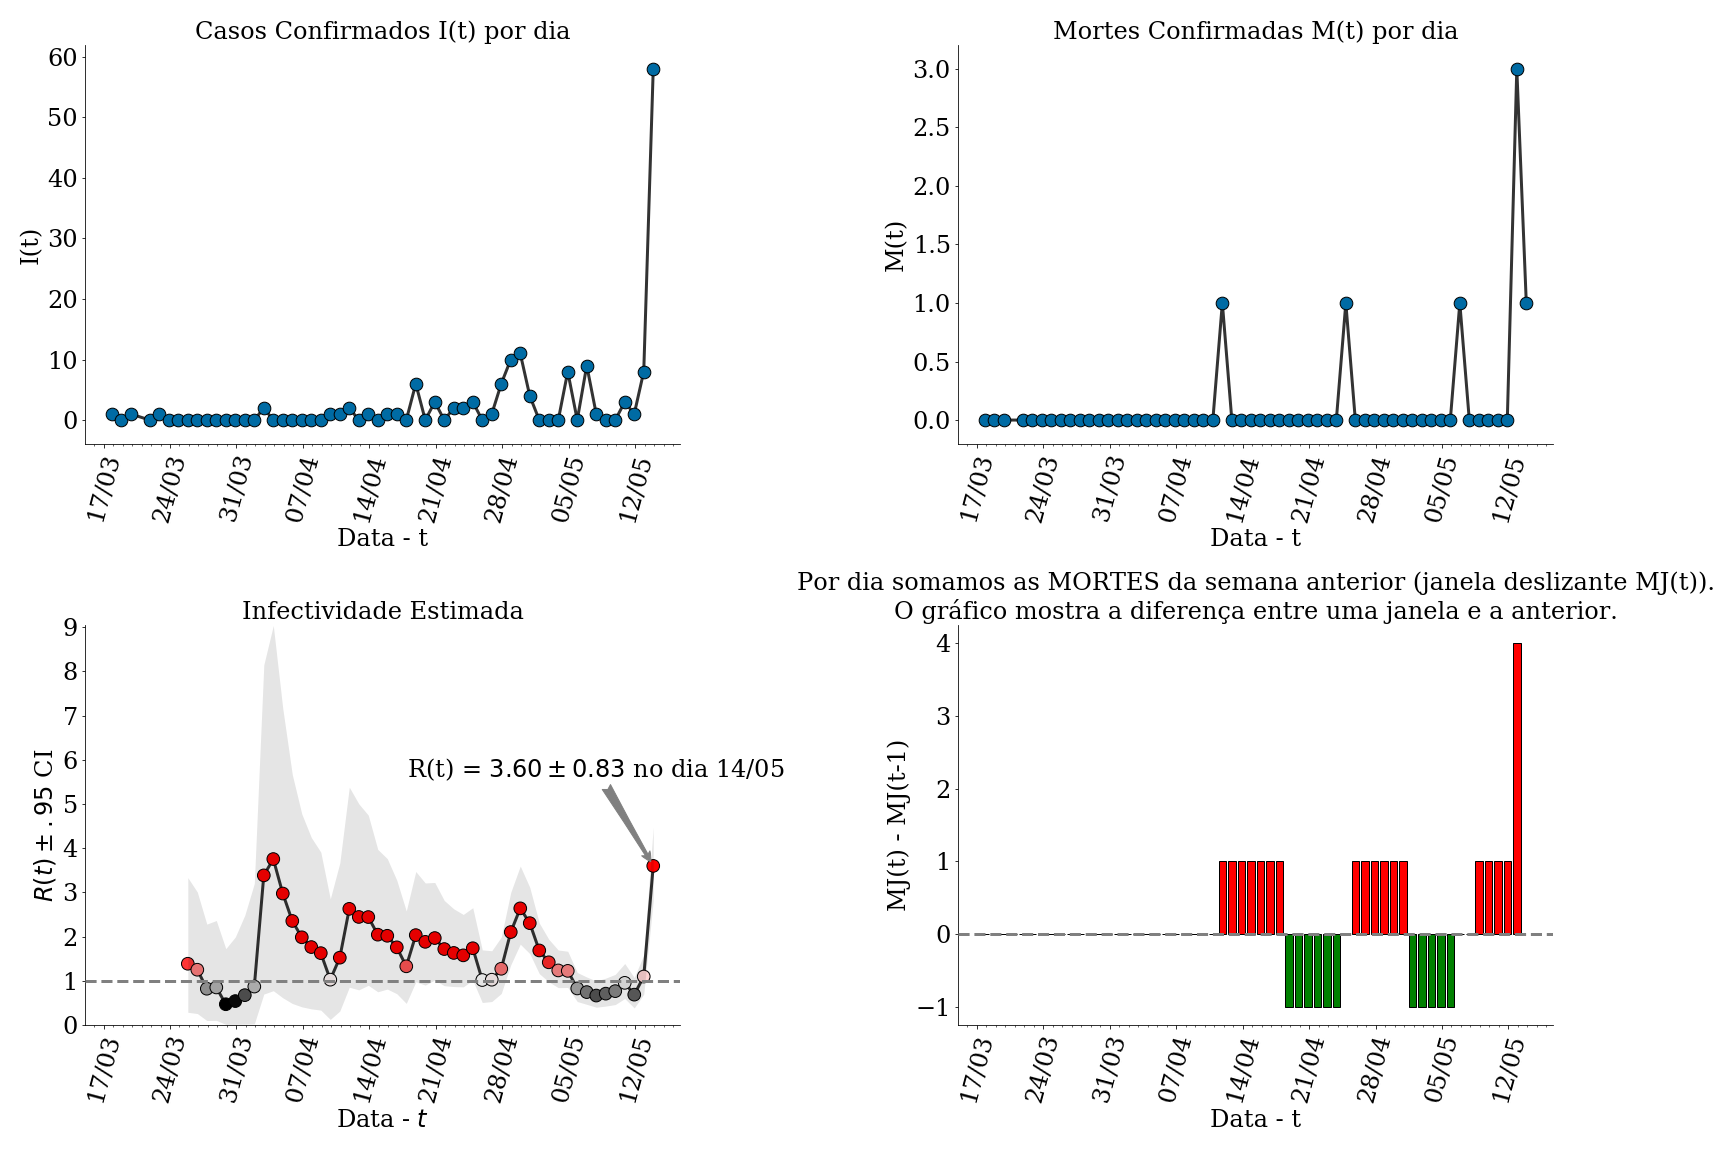 Casos Confirmados I(t) por dia
I(t)
60
50
40
30
20
10
0
17/03 24/03 31/03 07/04 14/04 21/04 28/04 05/05 12/05
Data - t
Mortes Confirmadas M(t) por dia
M(t)
3.0
2.5
2.0
1.5
1.0
0.5
0.0
17/03 24/03 31/03 07/04 14/04 21/04 28/04 05/05 12/05
Data - t
Infectividade Estimada
R(t) ± .95 CI
9
8
7
6
5
4
3
2
1
0
R(t) = 3.60 ± 0.83 no dia 14/05
17/03 24/03 31/03 07/04 14/04 21/04 28/04 05/05 12/05
Data - t
Por dia somamos as MORTES da semana anterior (janela deslizante MJ(t)).
O gráfico mostra a diferença entre uma janela e a anterior.
MJ(t) - MJ(t-1)
4
3
2
1
0
−1
17/03 24/03 31/03 07/04 14/04 21/04 28/04 05/05 12/05
Data - t